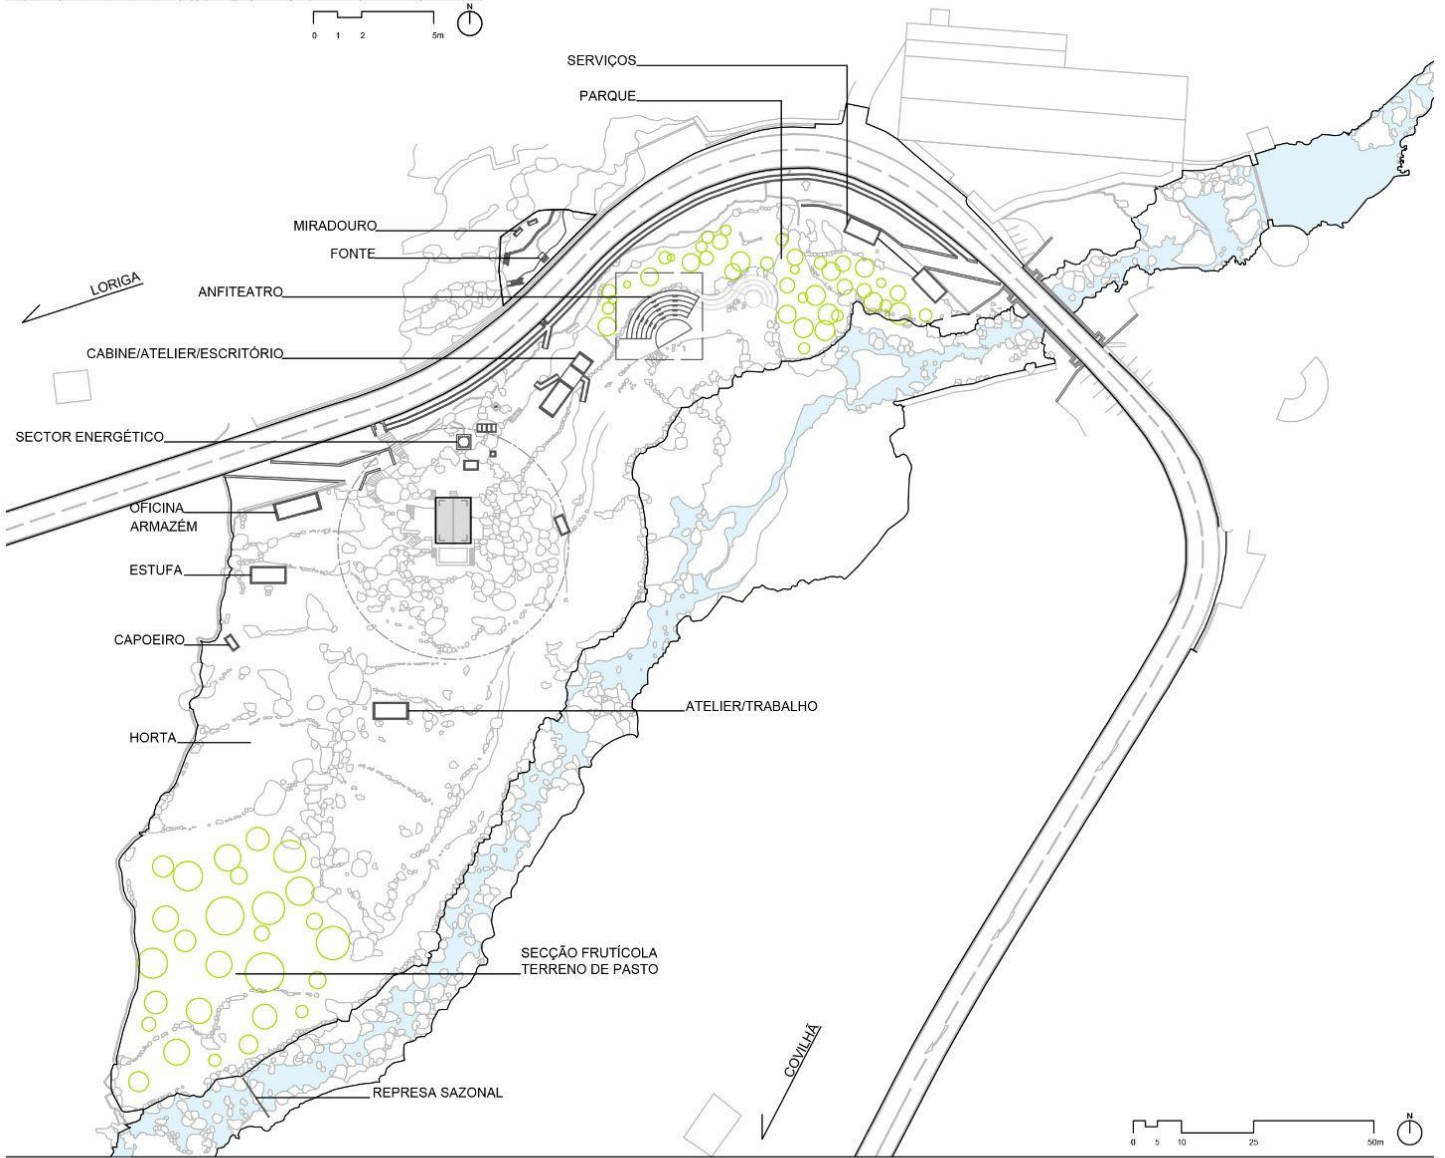 N
0 1 2 5m
SERVIÇOS
PARQUE
MIRADOURO
FONTE
LORIGA
ANFITEATRO
CABINE/ATELIER/ESCRITÓRIO
SECTOR ENERGÉTICO
OFICINA
ARMAZÉM
ESTUFA
CAPOEIRO
ATELIER/TRABALHO
HORTA
SECÇÃO FRUTÍCOLA
TERRENO DE PASTO
COVILHÃ
REPRESA SAZONAL
N
0 5 10 25 50m